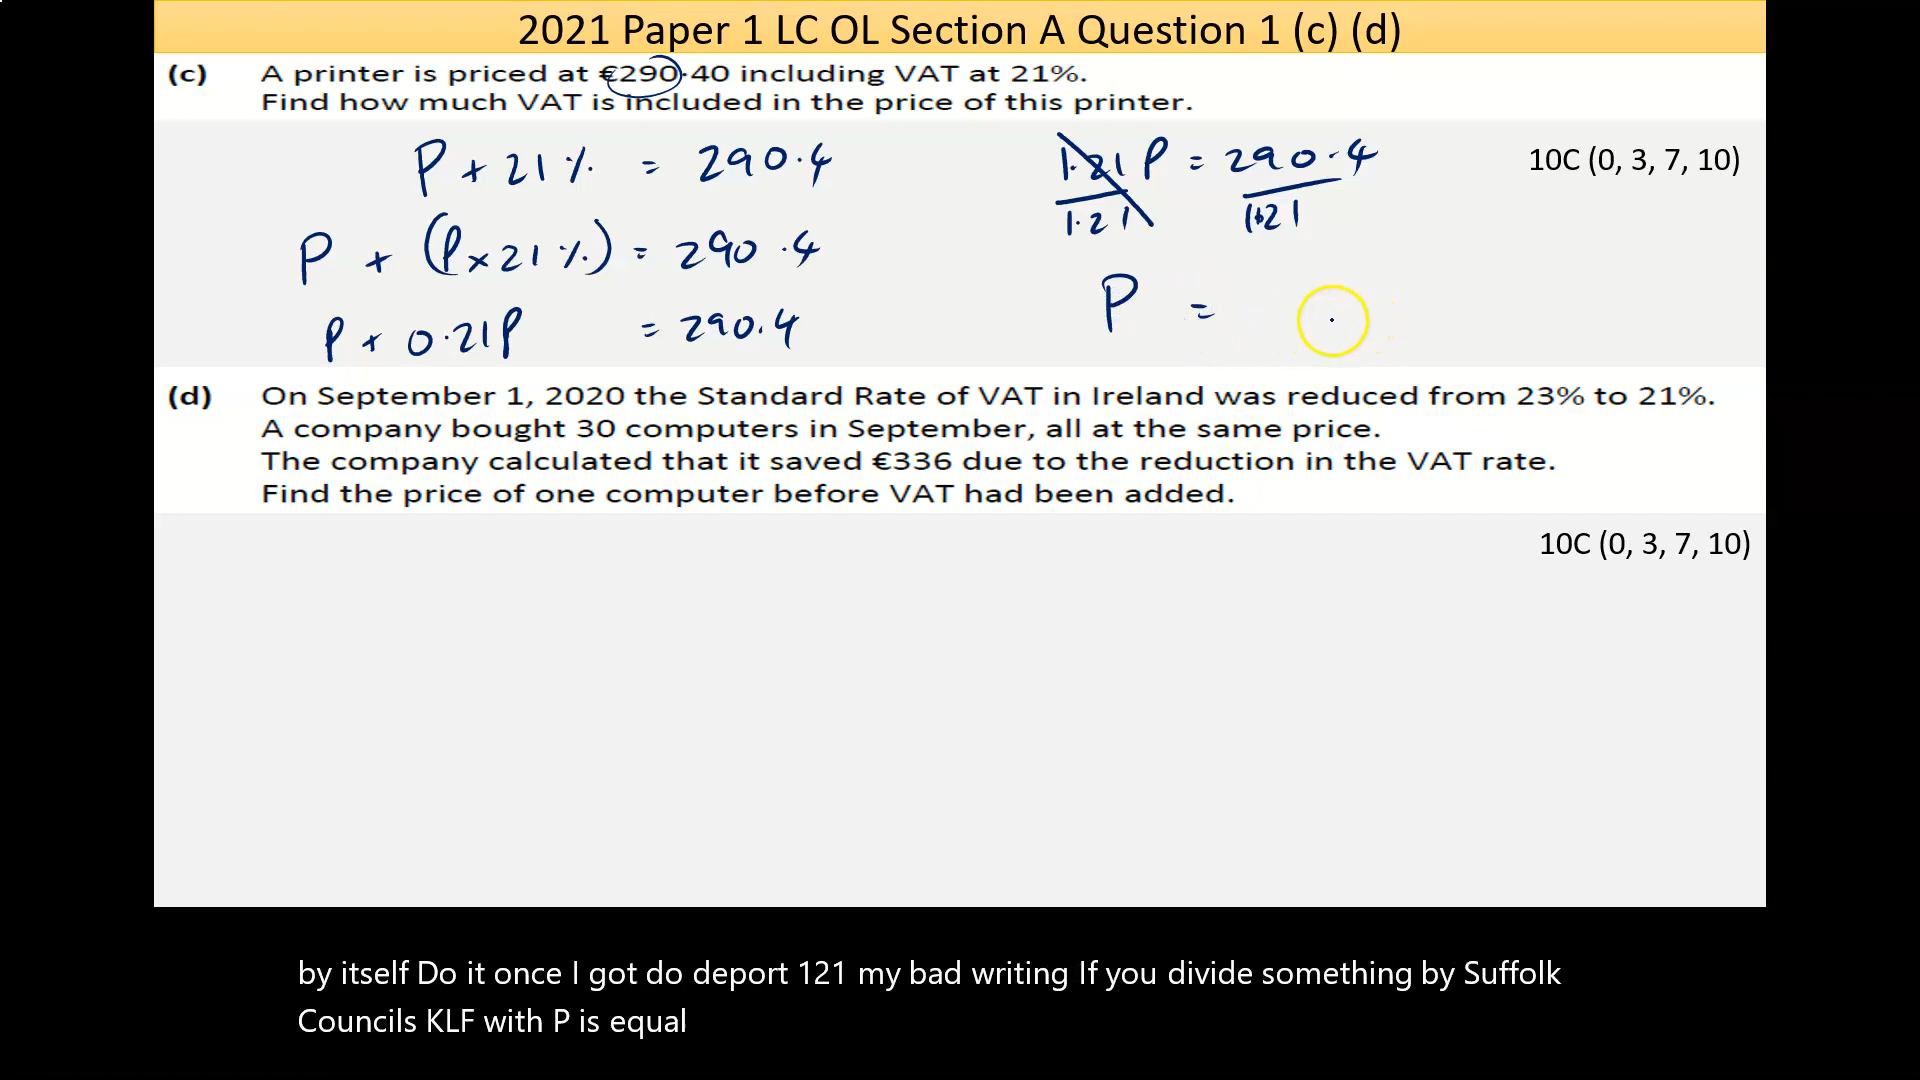 2021 Paper 1 LC OL Section A Question 1 (c) (d)
(c) A printer is priced at €290·40 including VAT at 21%.
Find how much VAT is included in the price of this printer.
P + 21% = 290.4
P + (P x 21%) = 290.4
P + 0.21P = 290.4
1.21P = 290.4
1.21 1.21
P =
10C (0, 3, 7, 10)
(d) On September 1, 2020 the Standard Rate of VAT in Ireland was reduced from 23% to 21%.
A company bought 30 computers in September, all at the same price.
The company calculated that it saved €336 due to the reduction in the VAT rate.
Find the price of one computer before VAT had been added.
10C (0, 3, 7, 10)
by itself Do it once I got do deport 121 my bad writing If you divide something by Suffolk
Councils KLF with P is equal